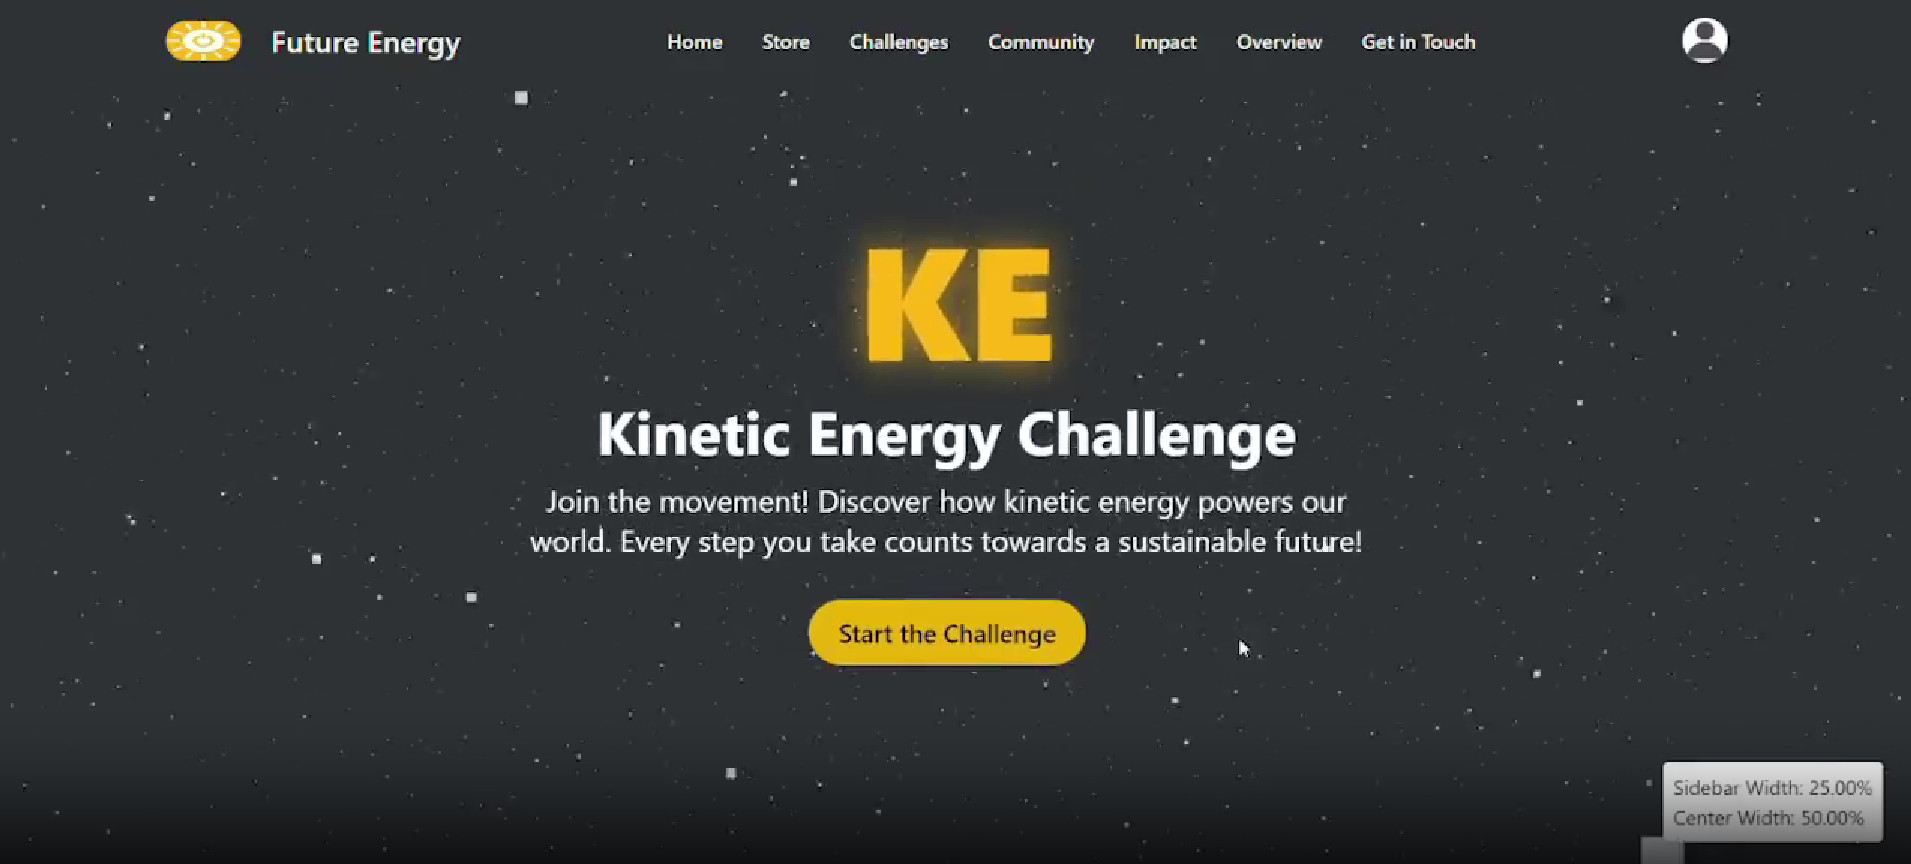 Future Energy
Home Store Challenges Community Impact Overview Get in Touch
KE
Kinetic Energy Challenge
Join the movement! Discover how kinetic energy powers our
world. Every step you take counts towards a sustainable future!
Start the Challenge
Sidebar Width: 25.00%
Center Width: 50.00%